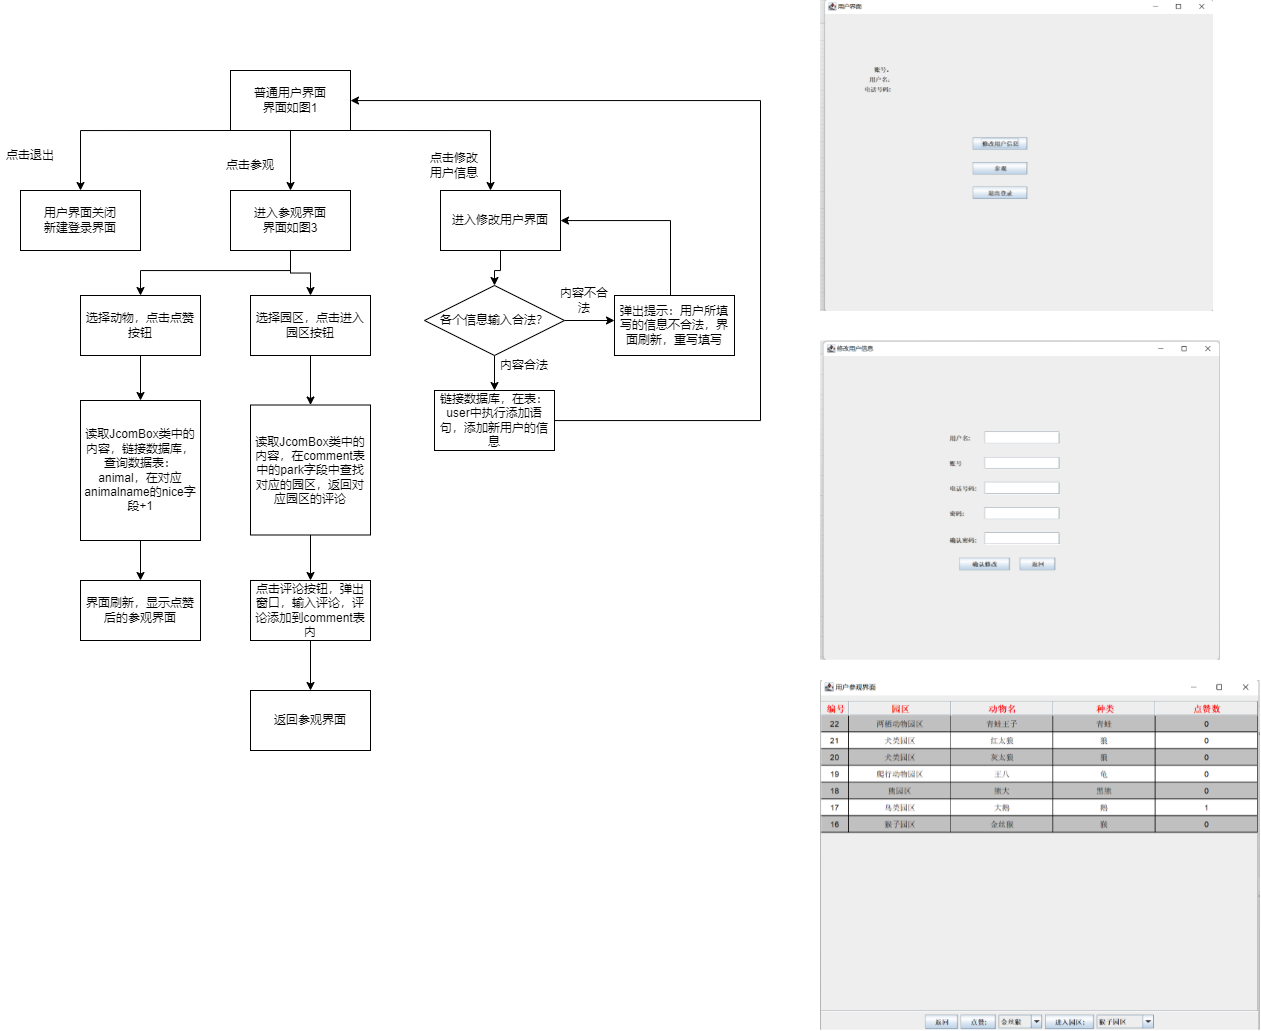 普通用户界面
界面如图1
点击退出
点击参观
点击修改
用户信息
用户界面关闭
新建登录界面
进入参观界面
界面如图3
进入修改用户界面
选择动物，点击点赞
按钮
选择园区，点击进入
园区按钮
各个信息输入合法？
内容不合
法
弹出提示：用户所填
写的信息不合法，界
面刷新，重写填写
内容合法
链接数据库，在表：
user中执行添加语
句，添加新用户的信
息
读取JcomBox类中的
内容，链接数据库，
查询数据表：
animal，在对应
animalname的nice字
段+1
读取JcomBox类中的
内容，在comment表
中的park字段中查找
对应的园区，返回对
应园区的评论
界面刷新，显示点赞
后的参观界面
点击评论按钮，弹出
窗口，输入评论，评
论添加到comment表
内
返回参观界面
用户界面
账号:
用户名:
电话号码:
修改用户信息
参观
退出登录
修改用户信息
用户名:
账号
电话号码:
密码:
确认密码:
确认修改 返回
用户参观界面
编号 园区 动物名 种类 点赞数
22 两栖动物园区 青蛙王子 青蛙 0
21 犬类园区 红太狼 狼 0
20 犬类园区 灰太狼 狼 0
19 爬行动物园区 王八 龟 0
18 熊园区 熊大 黑熊 0
17 鸟类园区 大鹅 鹅 1
16 猴子园区 金丝猴 猴 0
返回 点赞: 金丝猴 进入园区: 猴子园区